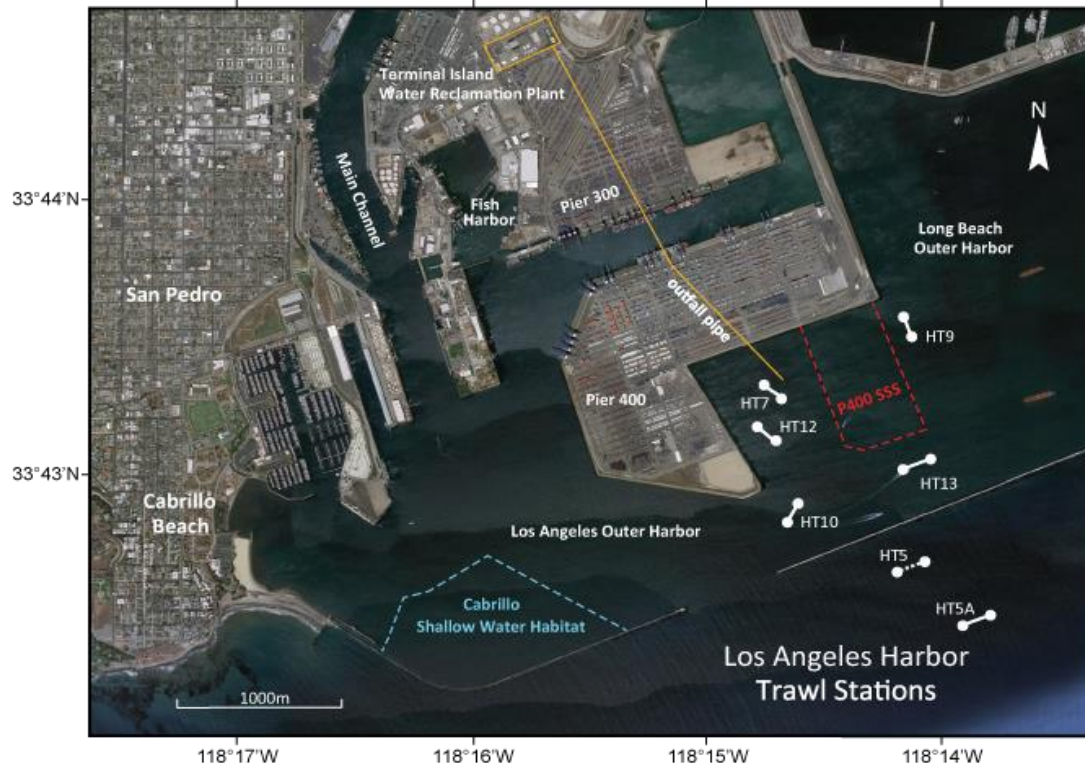 N
Terminal Island
Water Reclamation Plant
Main Channel
Fish
Harbor
Pier 300
33°44'N
Long Beach
Outer Harbor
San Pedro
outfall pipe
HT9
Pier 400
HT7
P400 SSS
HT12
33°43'N
HT13
Cabrillo
Beach
HT10
Los Angeles Outer Harbor
HT5
Cabrillo
Shallow Water Habitat
HT5A
Los Angeles Harbor
Trawl Stations
1000m
118°17'W
118°16'W
118°15'W
118°14'W